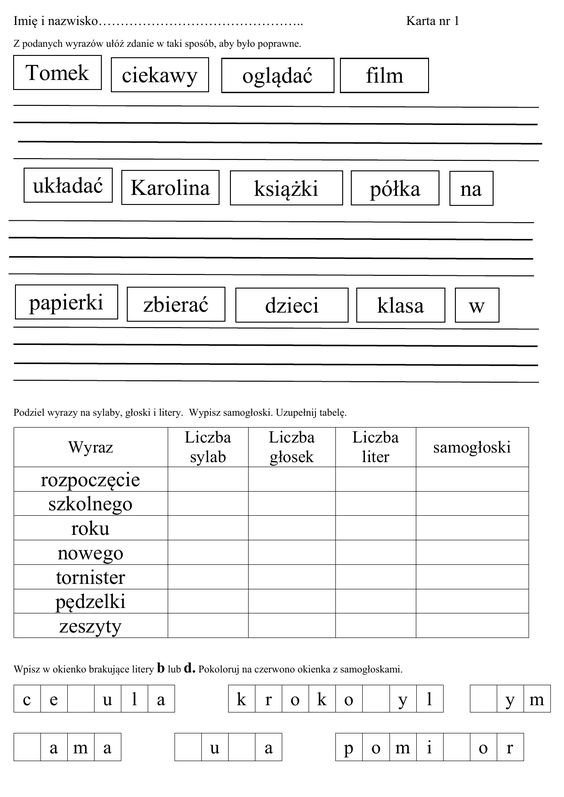 Imię i nazwisko……………………………………….. Karta nr 1
Z podanych wyrazów ułóż zdanie w taki sposób, aby było poprawne.
Tomek ciekawy oglądać film
układać Karolina książki półka na
papierki zbierać dzieci klasa w
Podziel wyrazy na sylaby, głoski i litery. Wypisz samogłoski. Uzupełnij tabelę.
Wyraz Liczba sylab Liczba głosek Liczba liter samogłoski
rozpoczęcie
szkolnego
roku
nowego
tornister
pędzelki
zeszyty
Wpisz w okienko brakujące litery b lub d. Pokoloruj na czerwono okienka z samogłoskami.
c e u l a k r o k o y l y m
a m a u a p o m i o r